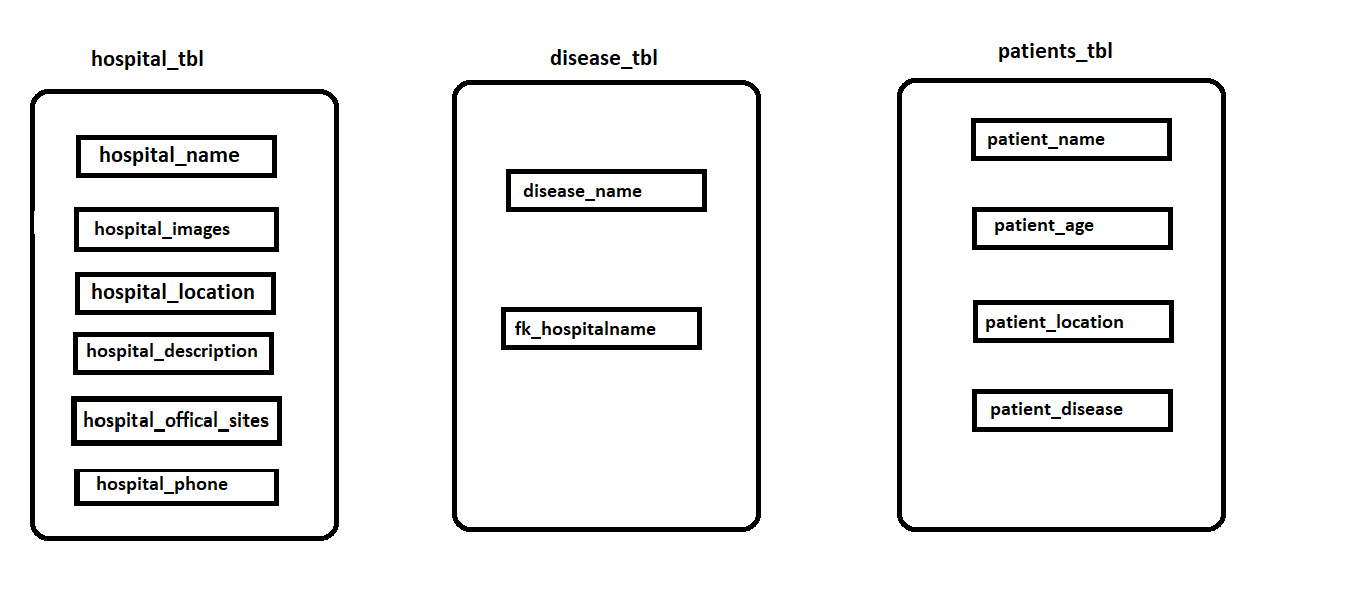 hospital_tbl
hospital_name
hospital_images
hospital_location
hospital_description
hospital_offical_sites
hospital_phone
disease_tbl
disease_name
fk_hospitalname
patients_tbl
patient_name
patient_age
patient_location
patient_disease